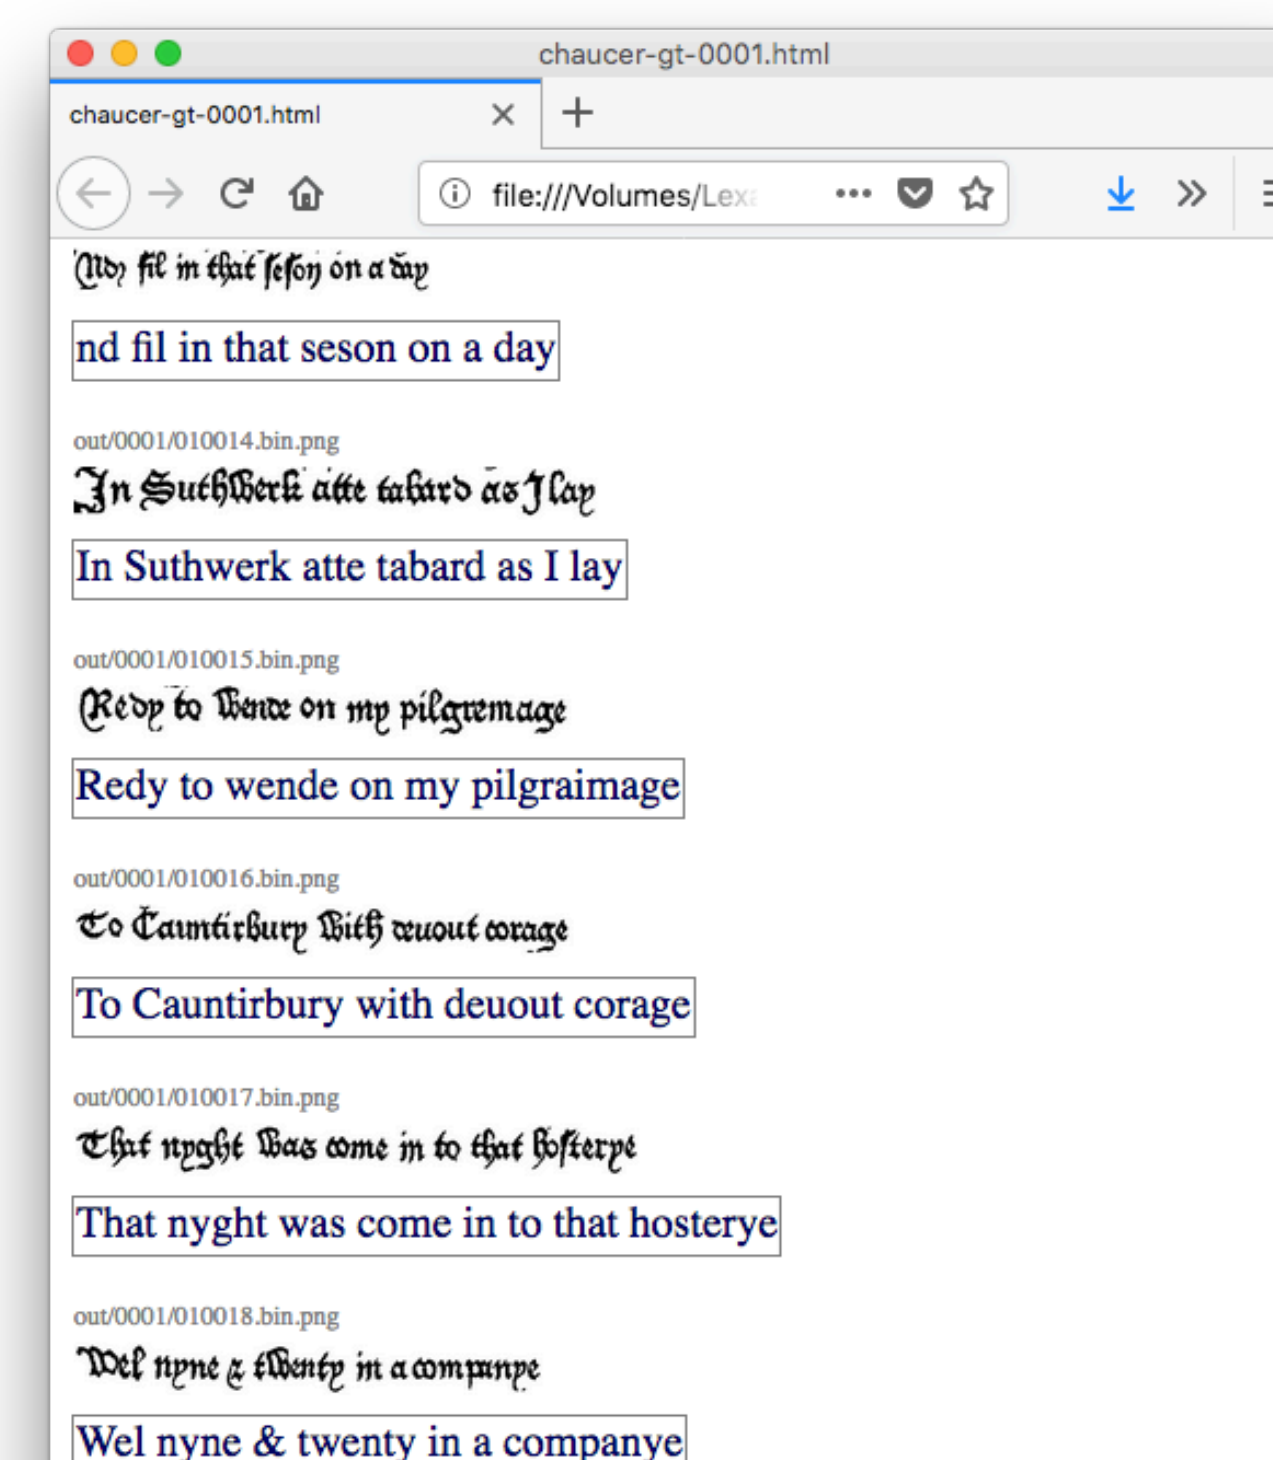 chaucer-gt-0001.html
chaucer-gt-0001.html
file:///Volumes/Lexa
And fil in that seson on a day
nd fil in that seson on a day
out/0001/010014.bin.png
In Suthwerk atte tabard as I lay
In Suthwerk atte tabard as I lay
out/0001/010015.bin.png
Redy to wende on my pilgremage
Redy to wende on my pilgraimage
out/0001/010016.bin.png
To Cauntirbury with deuout corage
To Cauntirbury with deuout corage
out/0001/010017.bin.png
That nyght was come in to that hosterye
That nyght was come in to that hosterye
out/0001/010018.bin.png
Wel nyne & twenty in a companye
Wel nyne & twenty in a companye